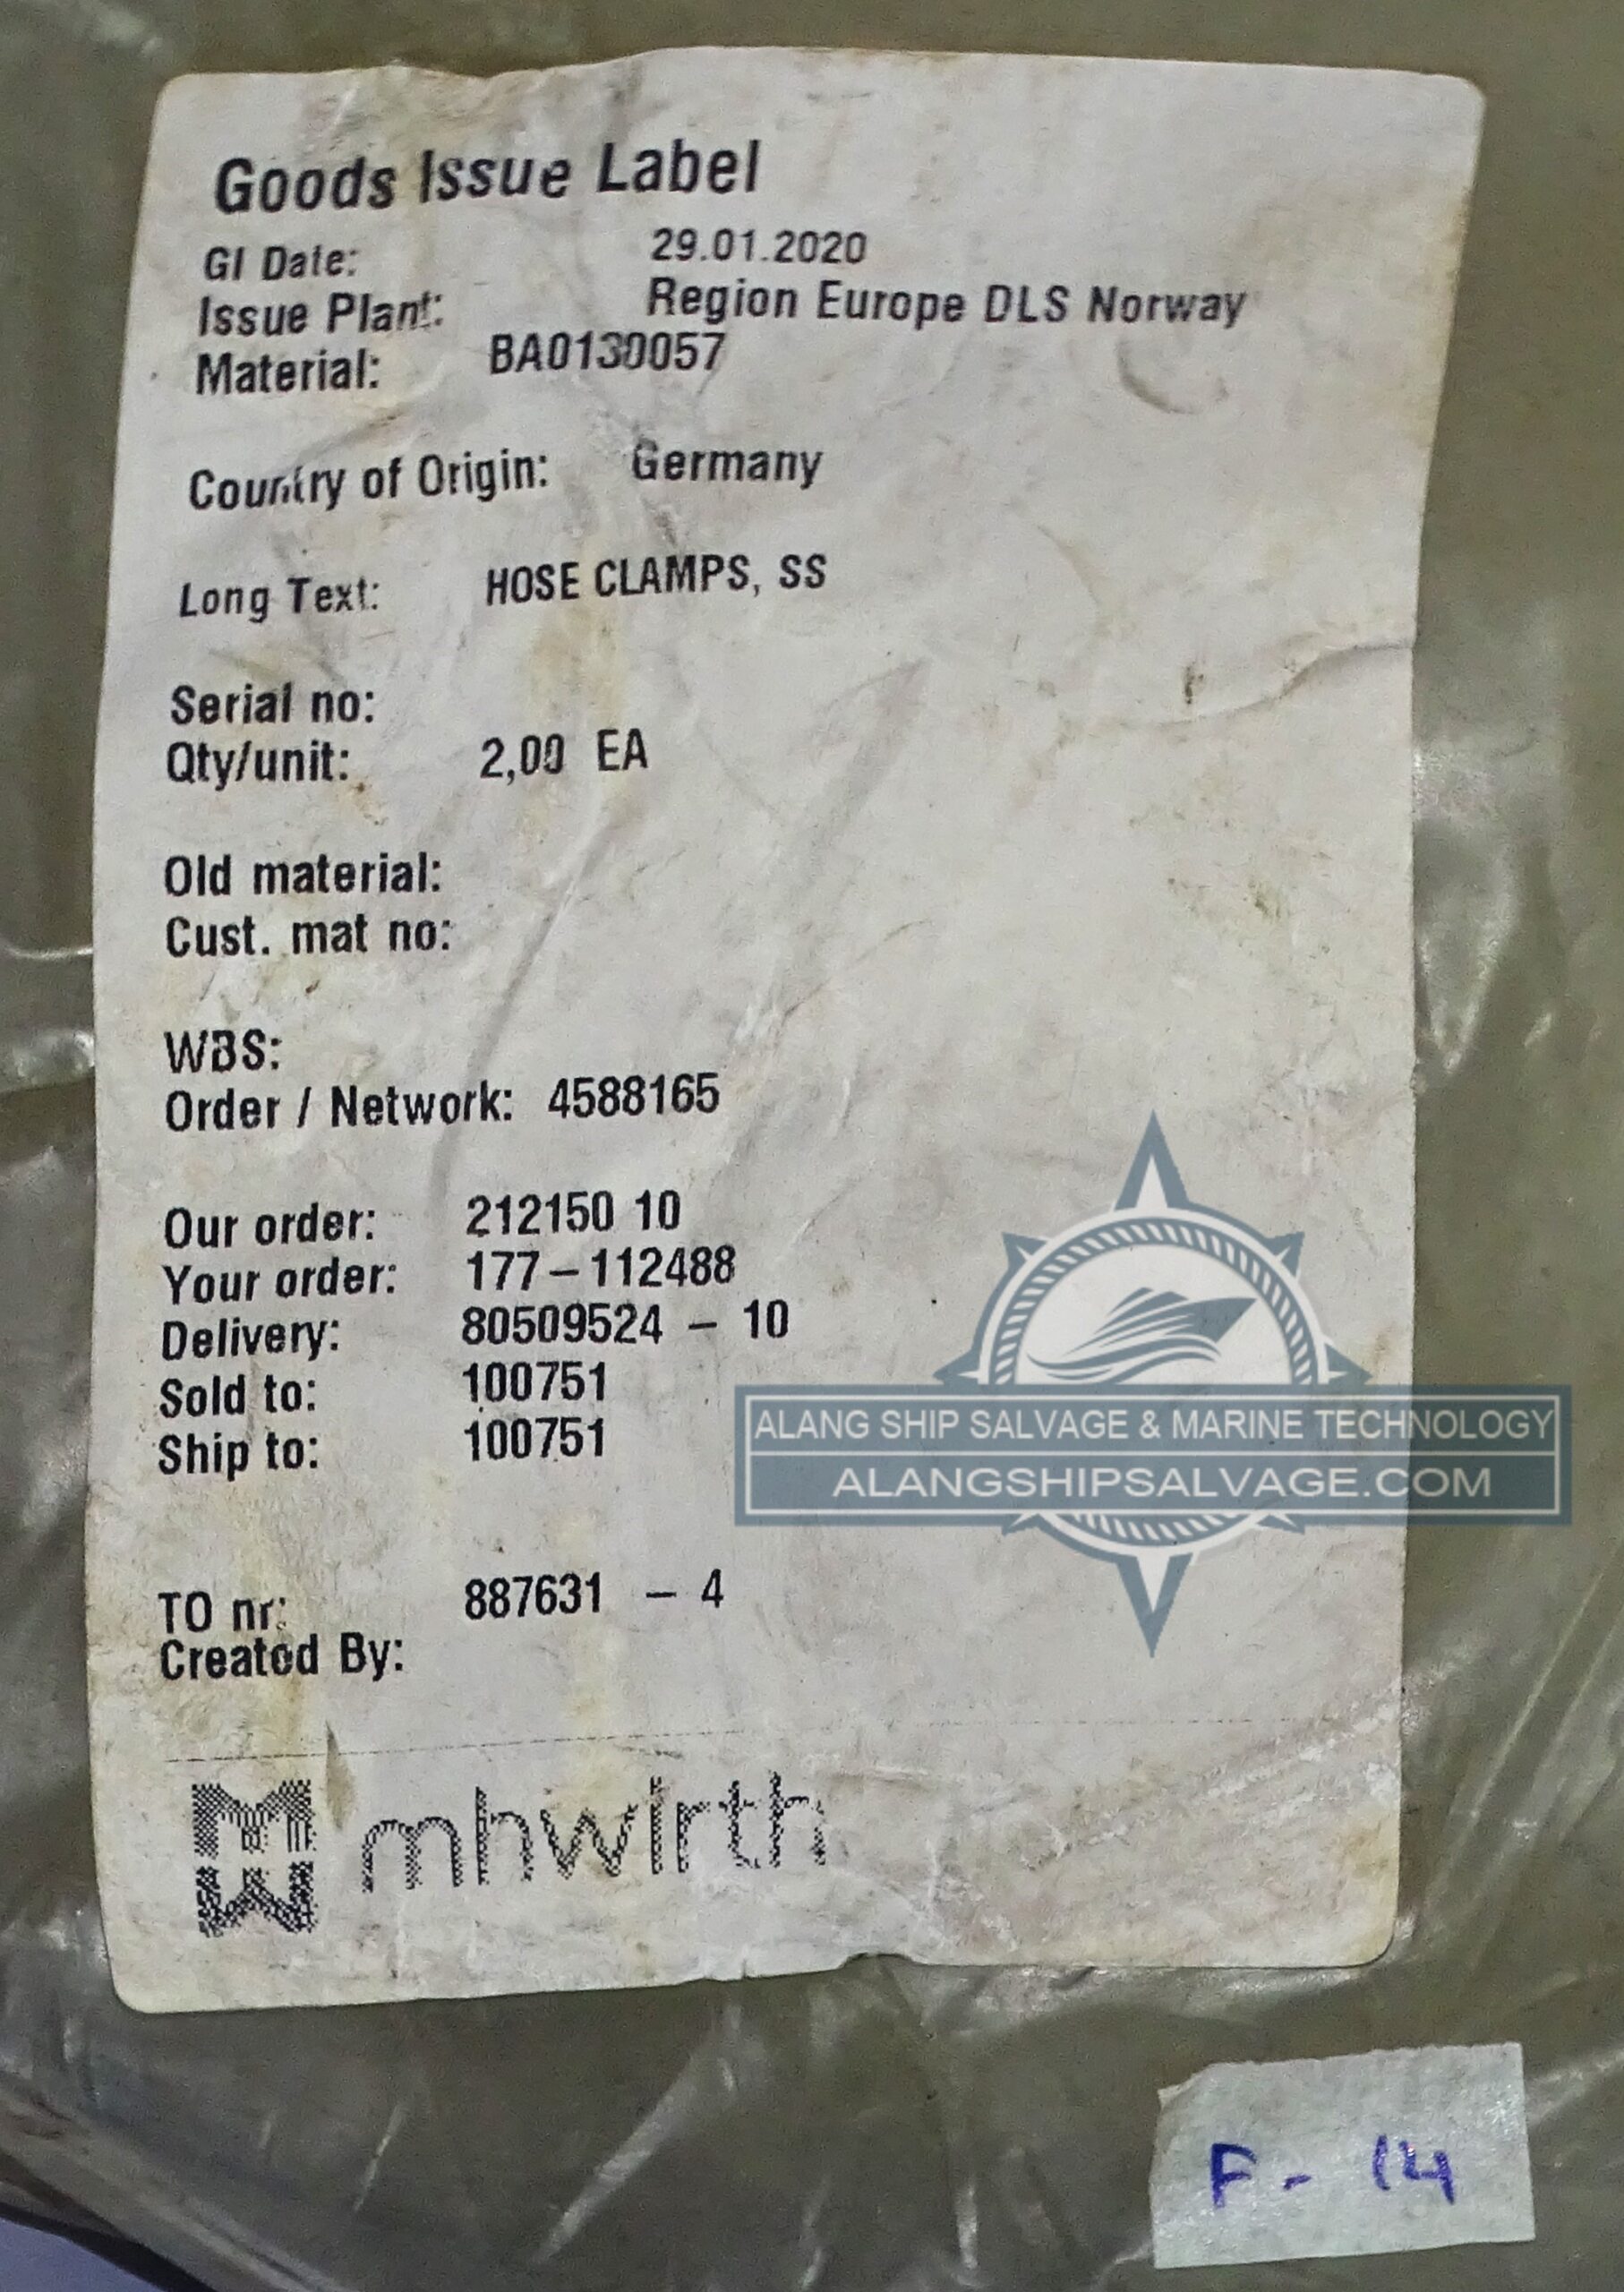 Goods Issue Label
GI Date: 29.01.2020
Issue Plant: Region Europe DLS Norway
Material: BA0130057
Country of Origin: Germany
Long Text: HOSE CLAMPS, SS
Serial no:
Qty/unit: 2,00 EA
Old material:
Cust. mat no:
WBS:
Order / Network: 4588165
Our order: 212150 10
Your order: 177-112488
Delivery: 80509524 - 10
Sold to: 100751
Ship to: 100751
TO nr: 887631 - 4
Created By:
mhwirth
ALANG SHIP SALVAGE & MARINE TECHNOLOGY
ALANGSHIPSALVAGE.COM
F - 14